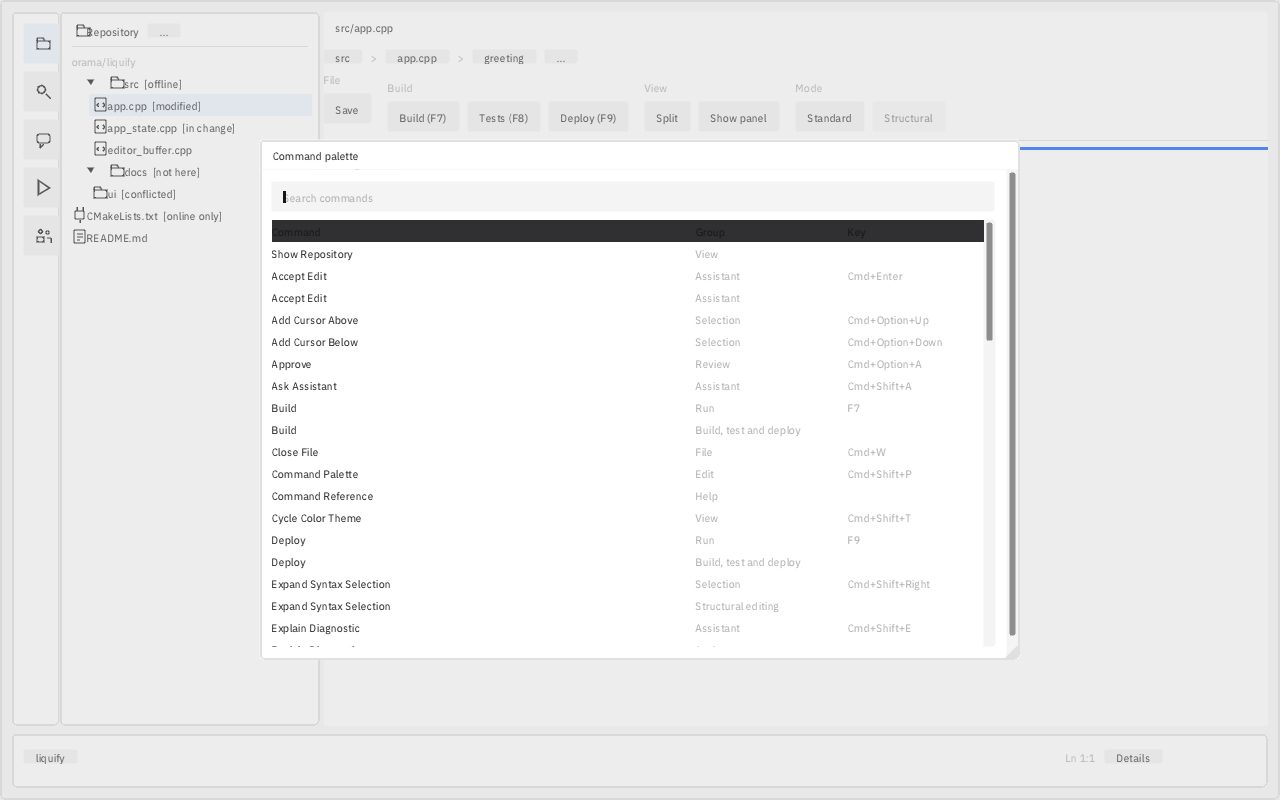 Repository ...
orama/liquify
src [offline]
app.cpp [modified]
app_state.cpp [in change]
editor_buffer.cpp
docs [not here]
ui [conflicted]
CMakeLists.txt [online only]
README.md
src/app.cpp
src > app.cpp > greeting ...
File
Save
Build
Build (F7) Tests (F8) Deploy (F9)
View
Split Show panel
Mode
Standard Structural
Command palette
Search commands
Command Group Key
Show Repository View
Accept Edit Assistant Cmd+Enter
Accept Edit Assistant
Add Cursor Above Selection Cmd+Option+Up
Add Cursor Below Selection Cmd+Option+Down
Approve Review Cmd+Option+A
Ask Assistant Assistant Cmd+Shift+A
Build Run F7
Build Build, test and deploy
Close File File Cmd+W
Command Palette Edit Cmd+Shift+P
Command Reference Help
Cycle Color Theme View Cmd+Shift+T
Deploy Run F9
Deploy Build, test and deploy
Expand Syntax Selection Selection Cmd+Shift+Right
Expand Syntax Selection Structural editing
Explain Diagnostic Assistant Cmd+Shift+E
liquify
Ln 1:1 Details